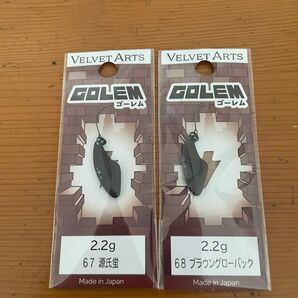 VELVET ARTS
GOLEM
ゴーレム
2.2g
67 源氏蛍
Made in Japan
VELVET ARTS
GOLEM
ゴーレム
2.2g
68 ブラウングローバック
Made in Japan